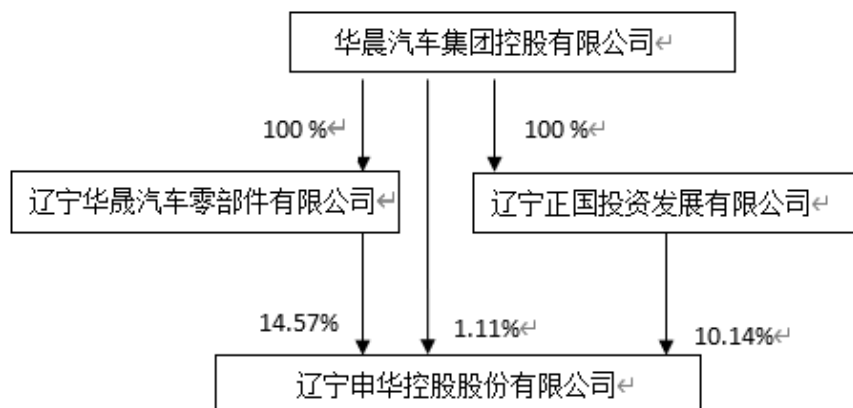 华晨汽车集团控股有限公司↵
100 %↵
100 %↵
辽宁华晟汽车零部件有限公司↵
辽宁正国投资发展有限公司↵
14.57%
1.11%↵
10.14%↵
辽宁申华控股股份有限公司↵